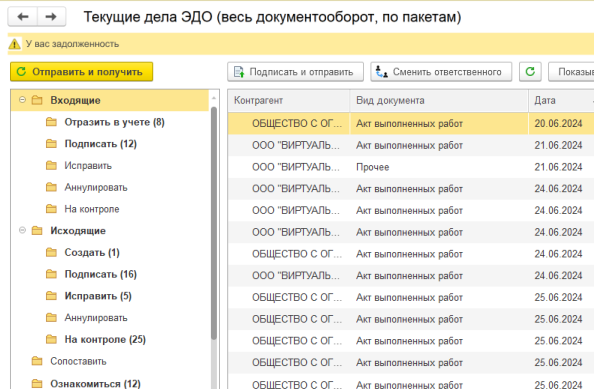 Текущие дела ЭДО (весь документооборот, по пакетам)
У вас задолженность
Отправить и получить
Подписать и отправить
Сменить ответственного
Показы
Входящие
Отразить в учете (8)
Подписать (12)
Исправить
Аннулировать
На контроле
Исходящие
Создать (1)
Подписать (16)
Исправить (5)
Аннулировать
На контроле (25)
Сопоставить
Ознакомиться (12)
Контрагент Вид документа Дата
ОБЩЕСТВО С ОГ... Акт выполненных работ 20.06.2024
ООО "ВИРТУАЛЬ... Акт выполненных работ 21.06.2024
ООО "ВИРТУАЛЬ... Прочее 21.06.2024
ООО "ВИРТУАЛЬ... Акт выполненных работ 24.06.2024
ООО "ВИРТУАЛЬ... Акт выполненных работ 24.06.2024
ООО "ВИРТУАЛЬ... Акт выполненных работ 24.06.2024
ОБЩЕСТВО С ОГ... Акт выполненных работ 24.06.2024
ООО "ВИРТУАЛЬ... Акт выполненных работ 24.06.2024
ОБЩЕСТВО С ОГ... Акт выполненных работ 25.06.2024
ОБЩЕСТВО С ОГ... Акт выполненных работ 25.06.2024
ОБЩЕСТВО С ОГ... Акт выполненных работ 25.06.2024
ОБЩЕСТВО С ОГ... Акт выполненных работ 25.06.2024
ОБЩЕСТВО С ОГ... Акт выполненных работ 25.06.2024